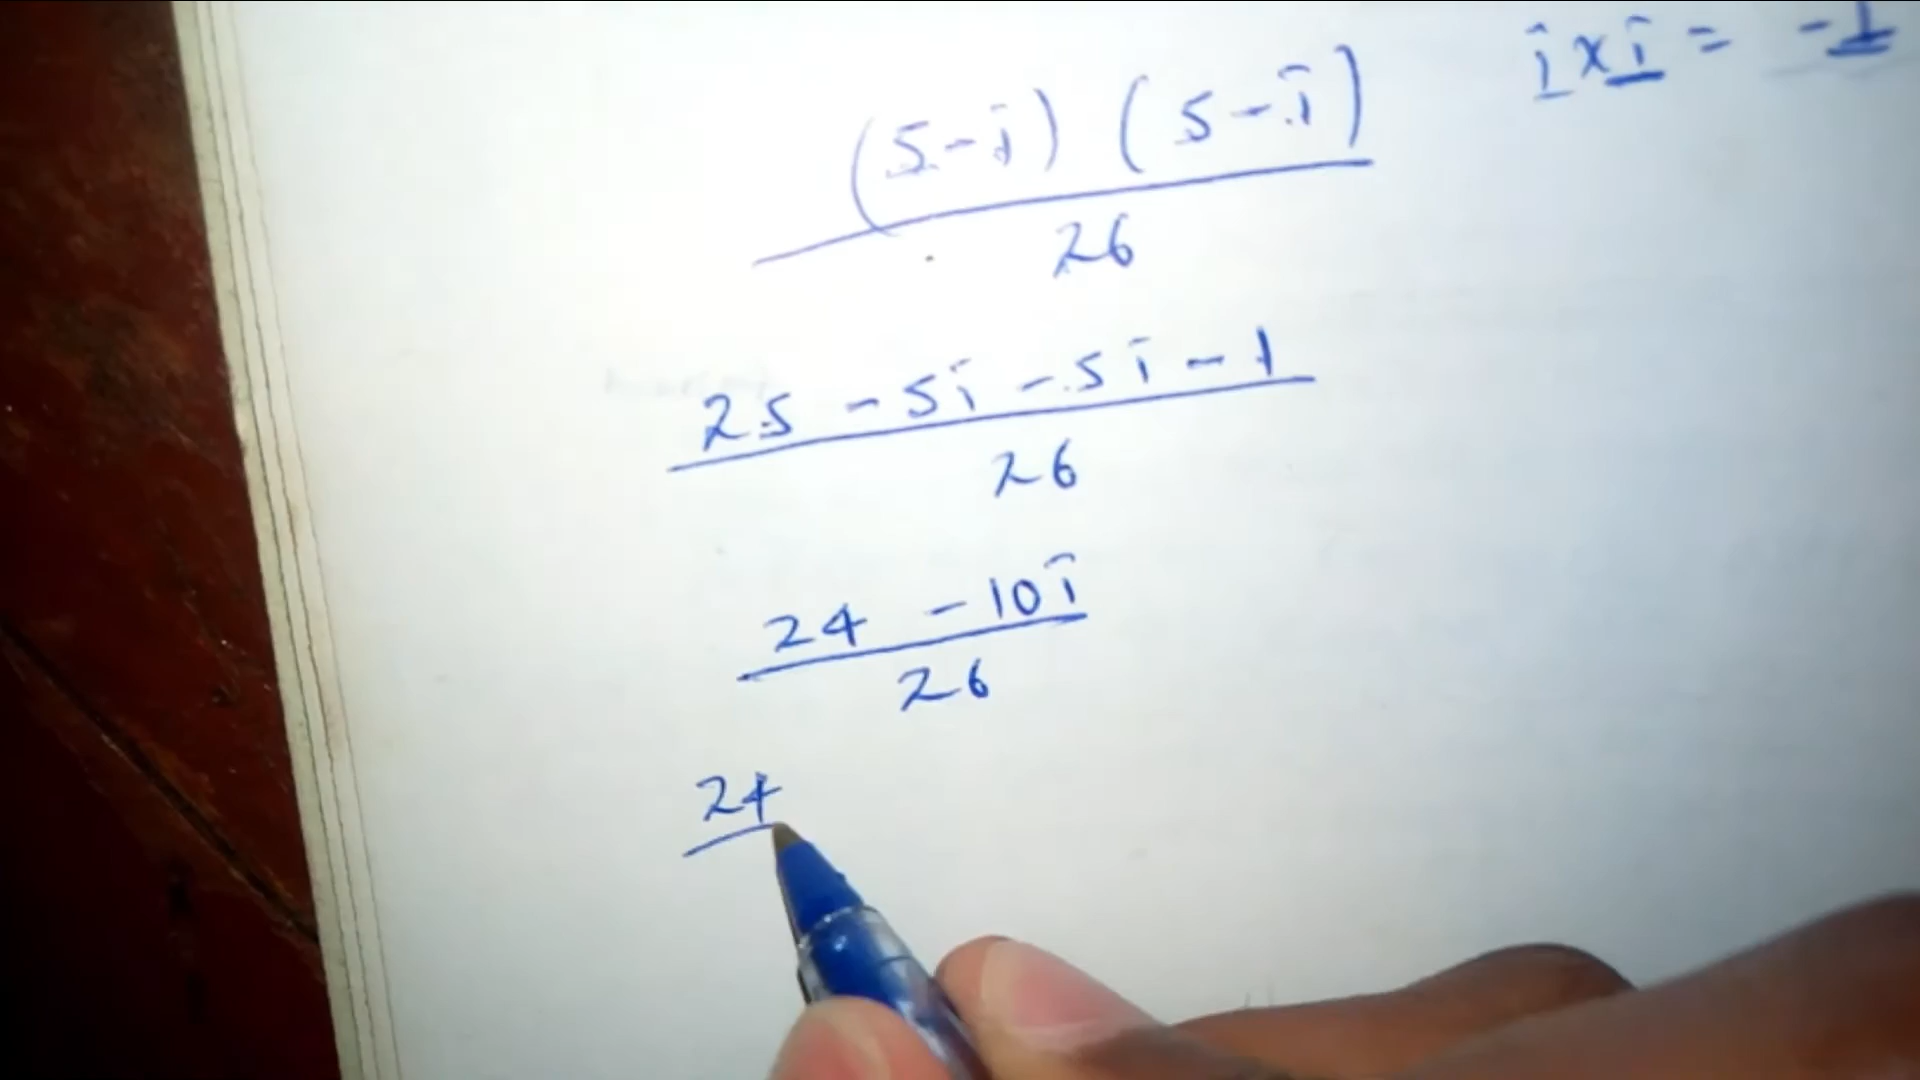 i x i = -1
(5-i) (5-i)
26
25 - 5i - 5i - 1
26
24 - 10i
26
24